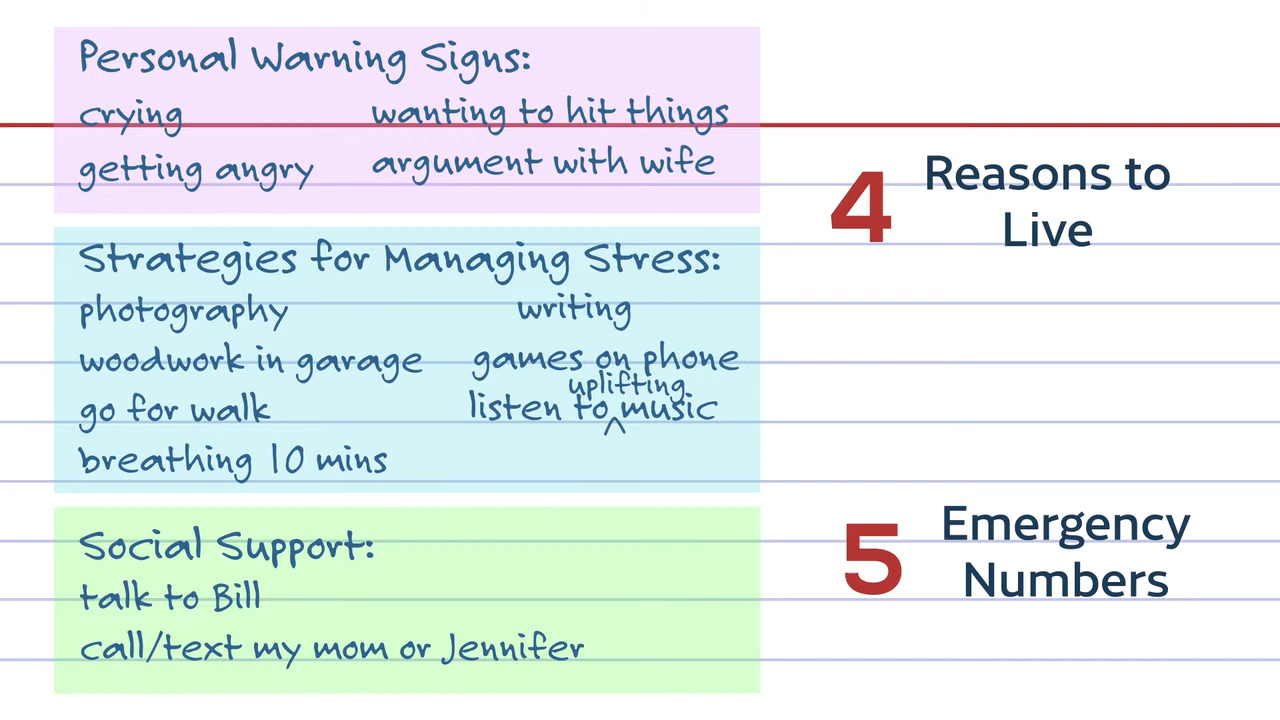 Personal Warning Signs:
crying wanting to hit things
getting angry argument with wife
Strategies for Managing Stress:
photography writing
woodwork in garage games on phone
uplifting
go for walk listen to ^ music
breathing 10 mins
Social Support:
talk to Bill
call/text my mom or Jennifer
4 Reasons to
Live
5 Emergency
Numbers